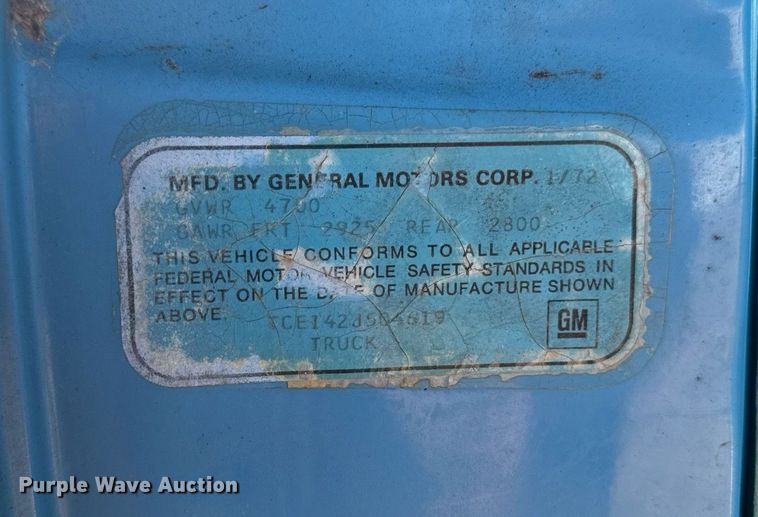 MFD. BY GENERAL MOTORS CORP. 1/72
GVWR 4700
GAWR FRT 2925 REAR 2800
THIS VEHICLE CONFORMS TO ALL APPLICABLE
FEDERAL MOTOR VEHICLE SAFETY STANDARDS IN
EFFECT ON THE DATE OF MANUFACTURE SHOWN
ABOVE.
TRUCK
GM
Purple Wave Auction